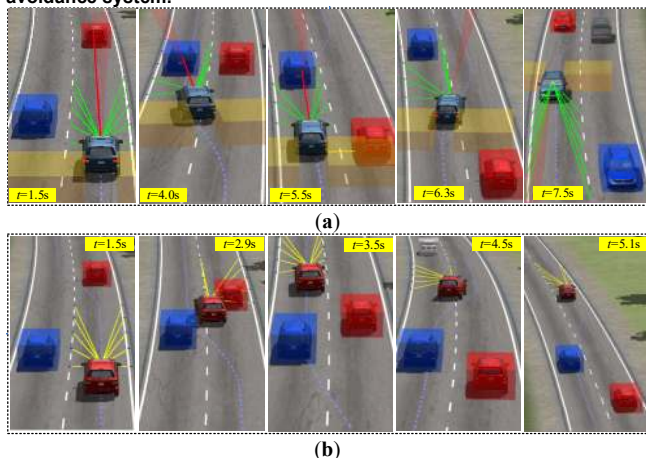 avoidance system.
t=1.5s
t=4.0s
t=5.5s
t=6.3s
t=7.5s
(a)
t=1.5s
t=2.9s
t=3.5s
t=4.5s
t=5.1s
(b)